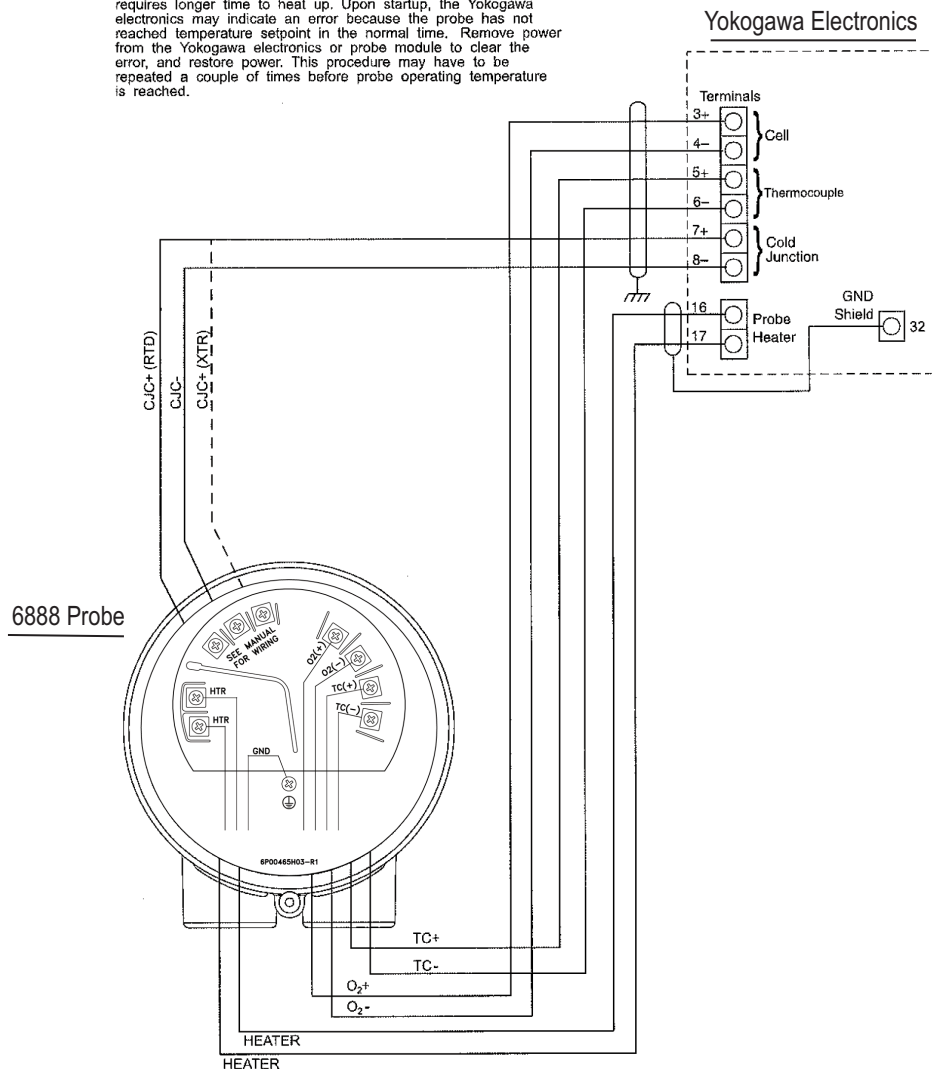 requires longer time to heat up. Upon startup, the Yokogawa
electronics may indicate an error because the probe has not
reached temperature setpoint in the normal time. Remove power
from the Yokogawa electronics or probe module to clear the
error, and restore power. This procedure may have to be
repeated a couple of times before probe operating temperature
is reached.
Yokogawa Electronics
Terminals
3+
4-
Cell
5+
6-
Thermocouple
7+
8-
Cold
Junction
16
17
Probe
Heater
GND
Shield
32
CJC+ (RTD)
CJC-
CJC+ (XTR)
6888 Probe
SEE MANUAL
FOR WIRING
O2(+)
O2(-)
TC(+)
TC(-)
HTR
HTR
GND
6P00465H03-R1
TC+
TC-
O₂+
O₂-
HEATER
HEATER